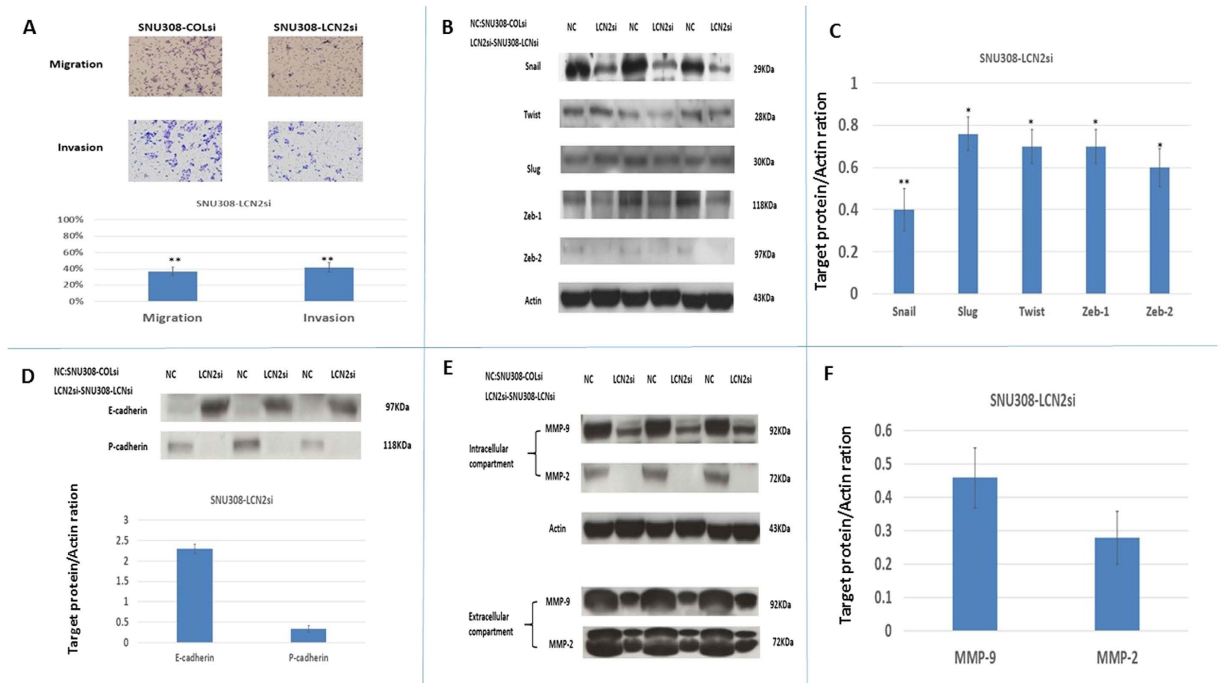 A
SNU308-COLsi SNU308-LCN2si
Migration
Invasion
SNU308-LCN2si
100%
80%
60%
40%
20%
0%
** **
Migration Invasion
B
NC:SNU308-COLsi
LCN2si-SNU308-LCNsi
NC LCN2si NC LCN2si NC LCN2si
Snail 29KDa
Twist 28KDa
Slug 30KDa
Zeb-1 118KDa
Zeb-2 97KDa
Actin 43KDa
C
SNU308-LCN2si
Target protein/Actin ration
1
0.8
0.6
0.4
0.2
0
** * * * *
Snail Slug Twist Zeb-1 Zeb-2
D
NC:SNU308-COLsi
LCN2si-SNU308-LCNsi
NC LCN2si NC LCN2si NC LCN2si
E-cadherin 97KDa
P-cadherin 118KDa
SNU308-LCN2si
Target protein/Actin ration
3
2.5
2
1.5
1
0.5
0
E-cadherin P-cadherin
E
NC:SNU308-COLsi
LCN2si-SNU308-LCNsi
NC LCN2si NC LCN2si NC LCN2si
Intracellular
compartment
MMP-9 92KDa
MMP-2 72KDa
Actin 43KDa
Extracellular
compartment
MMP-9 92KDa
MMP-2 72KDa
F
SNU308-LCN2si
Target protein/Actin ration
0.6
0.5
0.4
0.3
0.2
0.1
0
MMP-9 MMP-2